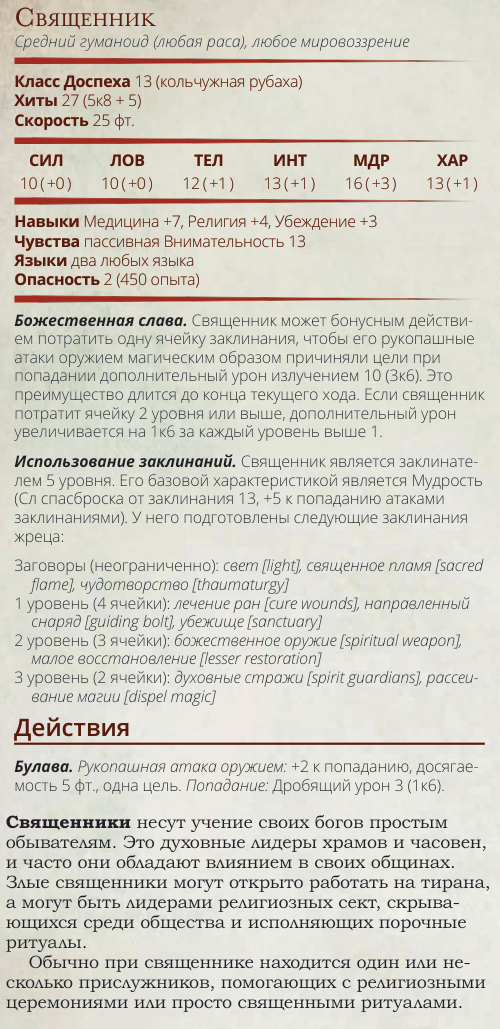 Священник
Средний гуманоид (любая раса), любое мировоззрение
Класс Доспеха 13 (кольчужная рубаха)
Хиты 27 (5к8 + 5)
Скорость 25 фт.
СИЛ ЛОВ ТЕЛ ИНТ МДР ХАР
10 ( +0 ) 10 ( +0 ) 12 ( +1 ) 13 ( +1 ) 16 ( +3 ) 13 ( +1 )
Навыки Медицина +7, Религия +4, Убеждение +3
Чувства пассивная Внимательность 13
Языки два любых языка
Опасность 2 (450 опыта)
Божественная слава. Священник может бонусным действи-
ем потратить одну ячейку заклинания, чтобы его рукопашные
атаки оружием магическим образом причиняли цели при
попадании дополнительный урон излучением 10 (3к6). Это
преимущество длится до конца текущего хода. Если священник
потратит ячейку 2 уровня или выше, дополнительный урон
увеличивается на 1к6 за каждый уровень выше 1.
Использование заклинаний. Священник является заклинате-
лем 5 уровня. Его базовой характеристикой является Мудрость
(Сл спасброска от заклинания 13, +5 к попаданию атаками
заклинаниями). У него подготовлены следующие заклинания
жреца:
Заговоры (неограниченно): свет [light], священное пламя [sacred
flame], чудотворство [thaumaturgy]
1 уровень (4 ячейки): лечение ран [cure wounds], направленный
снаряд [guiding bolt], убежище [sanctuary]
2 уровень (3 ячейки): божественное оружие [spiritual weapon],
малое восстановление [lesser restoration]
3 уровень (2 ячейки): духовные стражи [spirit guardians], рассеи-
вание магии [dispel magic]
Действия
Булава. Рукопашная атака оружием: +2 к попаданию, досягае-
мость 5 фт., одна цель. Попадание: Дробящий урон 3 (1к6).
Священники несут учение своих богов простым
обывателям. Это духовные лидеры храмов и часовен,
и часто они обладают влиянием в своих общинах.
Злые священники могут открыто работать на тирана,
а могут быть лидерами религиозных сект, скрыва-
ющихся среди общества и исполняющих порочные
ритуалы.
Обычно при священнике находится один или не-
сколько прислужников, помогающих с религиозными
церемониями или просто священными ритуалами.